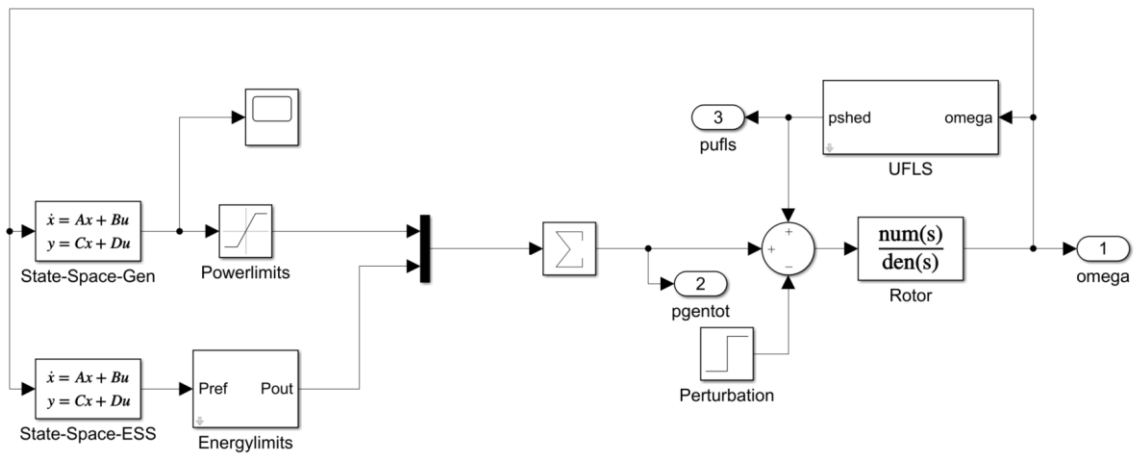 3
pufls
pshed
omega
UFLS
ẋ = Ax + Bu
y = Cx + Du
State-Space-Gen
Powerlimits
Σ
+
+
−
num(s)
den(s)
Rotor
1
omega
2
pgentot
Perturbation
ẋ = Ax + Bu
y = Cx + Du
State-Space-ESS
Pref
Pout
Energylimits